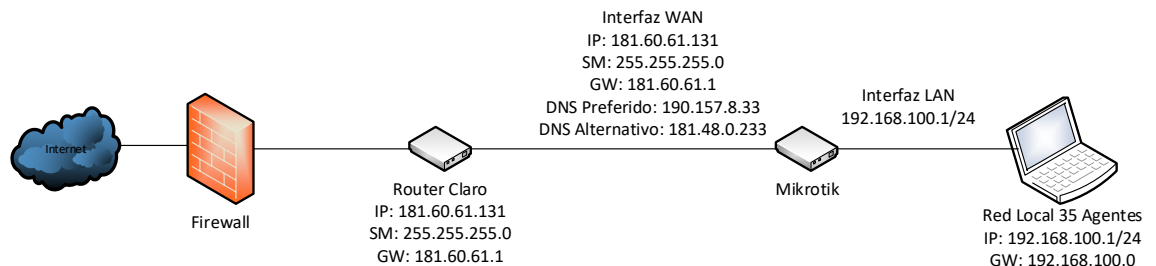 Interfaz WAN
IP: 181.60.61.131
SM: 255.255.255.0
GW: 181.60.61.1
DNS Preferido: 190.157.8.33
DNS Alternativo: 181.48.0.233
Interfaz LAN
192.168.100.1/24
Internet
Firewall
Router Claro
IP: 181.60.61.131
SM: 255.255.255.0
GW: 181.60.61.1
Mikrotik
Red Local 35 Agentes
IP: 192.168.100.1/24
GW: 192.168.100.0